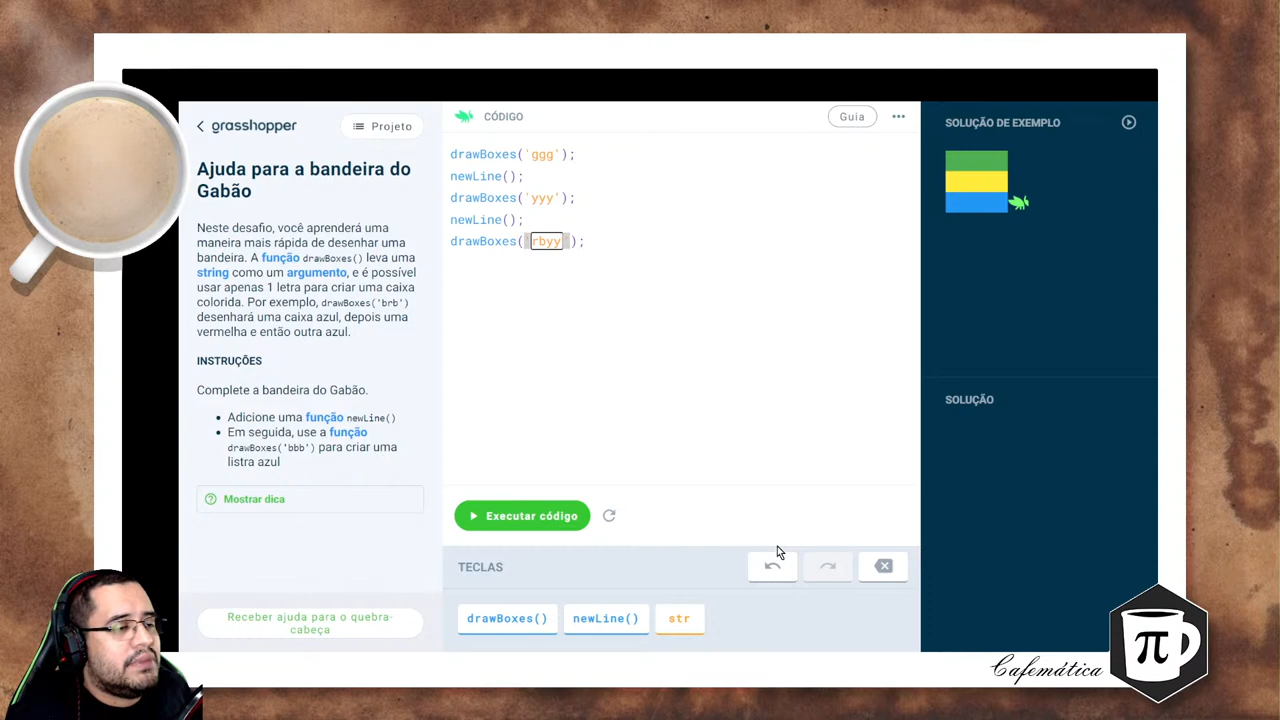 grasshopper
Projeto
Ajuda para a bandeira do
Gabão
Neste desafio, você aprenderá uma
maneira mais rápida de desenhar uma
bandeira. A função drawBoxes() leva uma
string como um argumento, e é possível
usar apenas 1 letra para criar uma caixa
colorida. Por exemplo, drawBoxes('brb')
desenhará uma caixa azul, depois uma
vermelha e então outra azul.
INSTRUÇÕES
Complete a bandeira do Gabão.
• Adicione uma função newLine()
• Em seguida, use a função
drawBoxes('bbb') para criar uma
listra azul
Mostrar dica
Receber ajuda para o quebra-
cabeça
CÓDIGO
Guia
drawBoxes('ggg');
newLine();
drawBoxes('yyy');
newLine();
drawBoxes('rbyy');
Executar código
TECLAS
drawBoxes()
newLine()
str
SOLUÇÃO DE EXEMPLO
SOLUÇÃO
Cafemática
π